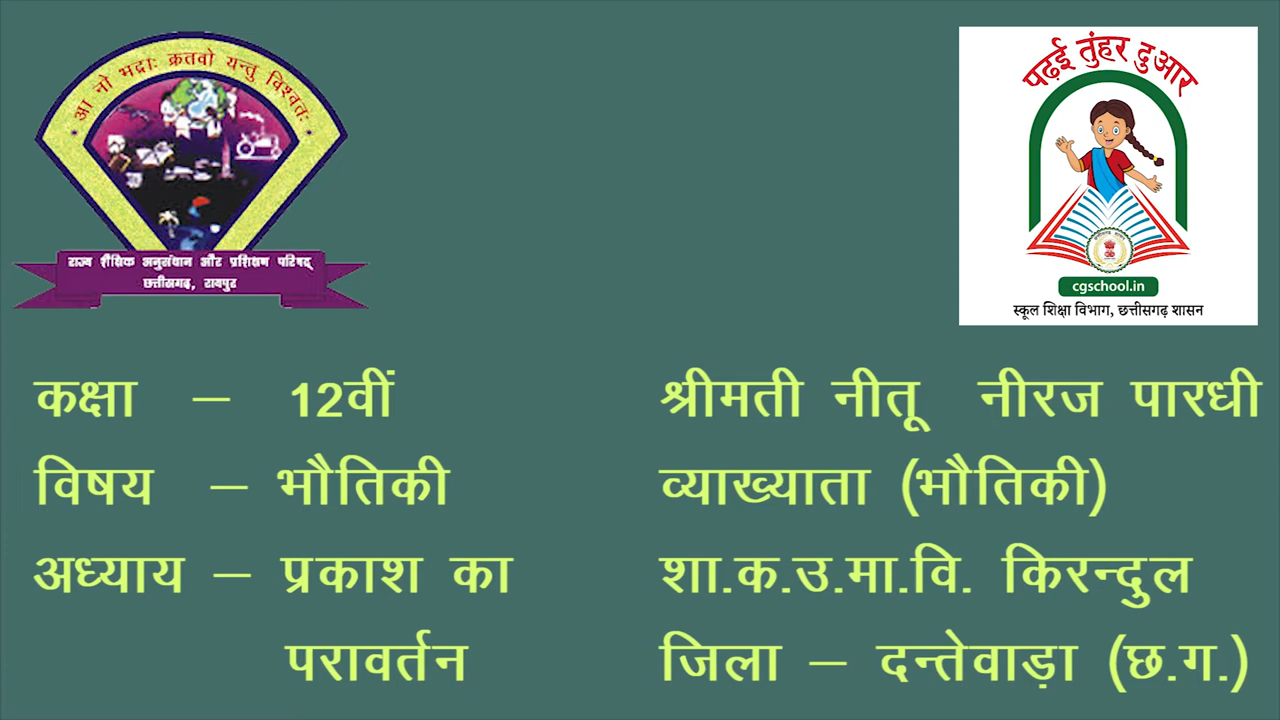 आ नो भद्राः क्रतवो यन्तु विश्वतः
राज्य शैक्षिक अनुसंधान और प्रशिक्षण परिषद्
छत्तीसगढ़, रायपुर
पढ़ई तुंहर दुआर
cgschool.in
स्कूल शिक्षा विभाग, छत्तीसगढ़ शासन
कक्षा – 12वीं
विषय – भौतिकी
अध्याय – प्रकाश का
परावर्तन
श्रीमती नीतू नीरज पारधी
व्याख्याता (भौतिकी)
शा.क.उ.मा.वि. किरन्दुल
जिला – दन्तेवाड़ा (छ.ग.)